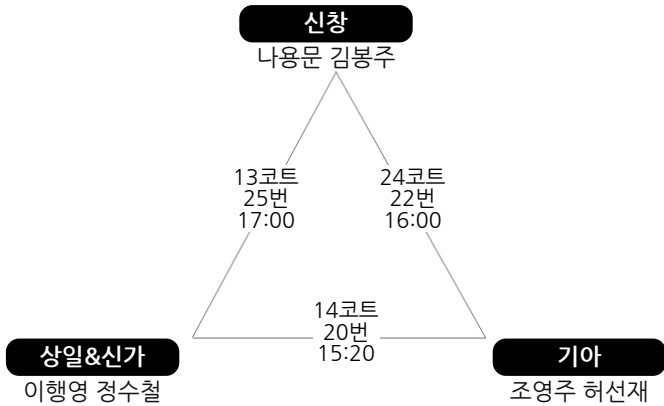 신창
나용문 김봉주
13코트
25번
17:00
24코트
22번
16:00
14코트
20번
15:20
상일&신가
이행영 정수철
기아
조영주 허선재